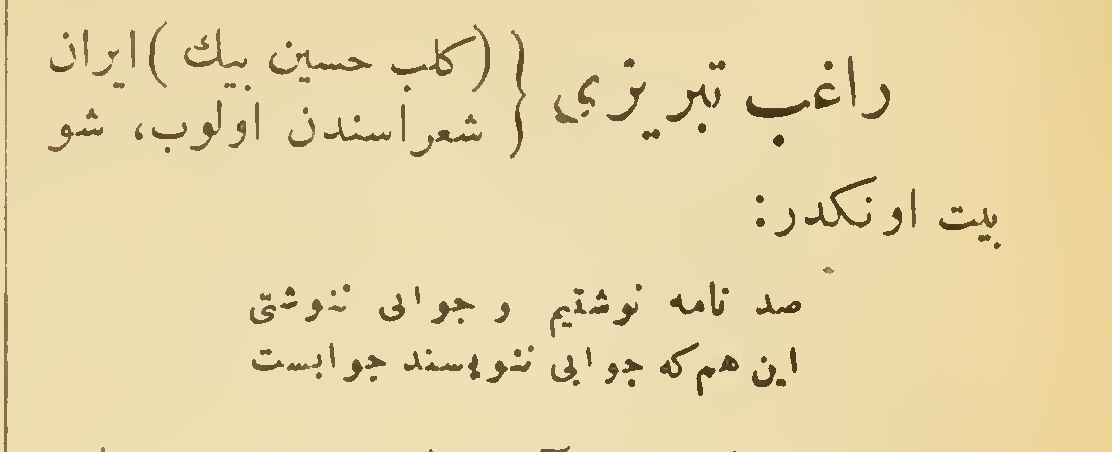 راغب تبریزی { (کلب حسین بیك) ایران
شعراسندن اولوب، شو
بیت اونکدر:
صد نامه نوشتیم و جوابی ننوشتی
این هم که جوابی ننویسند جوابست